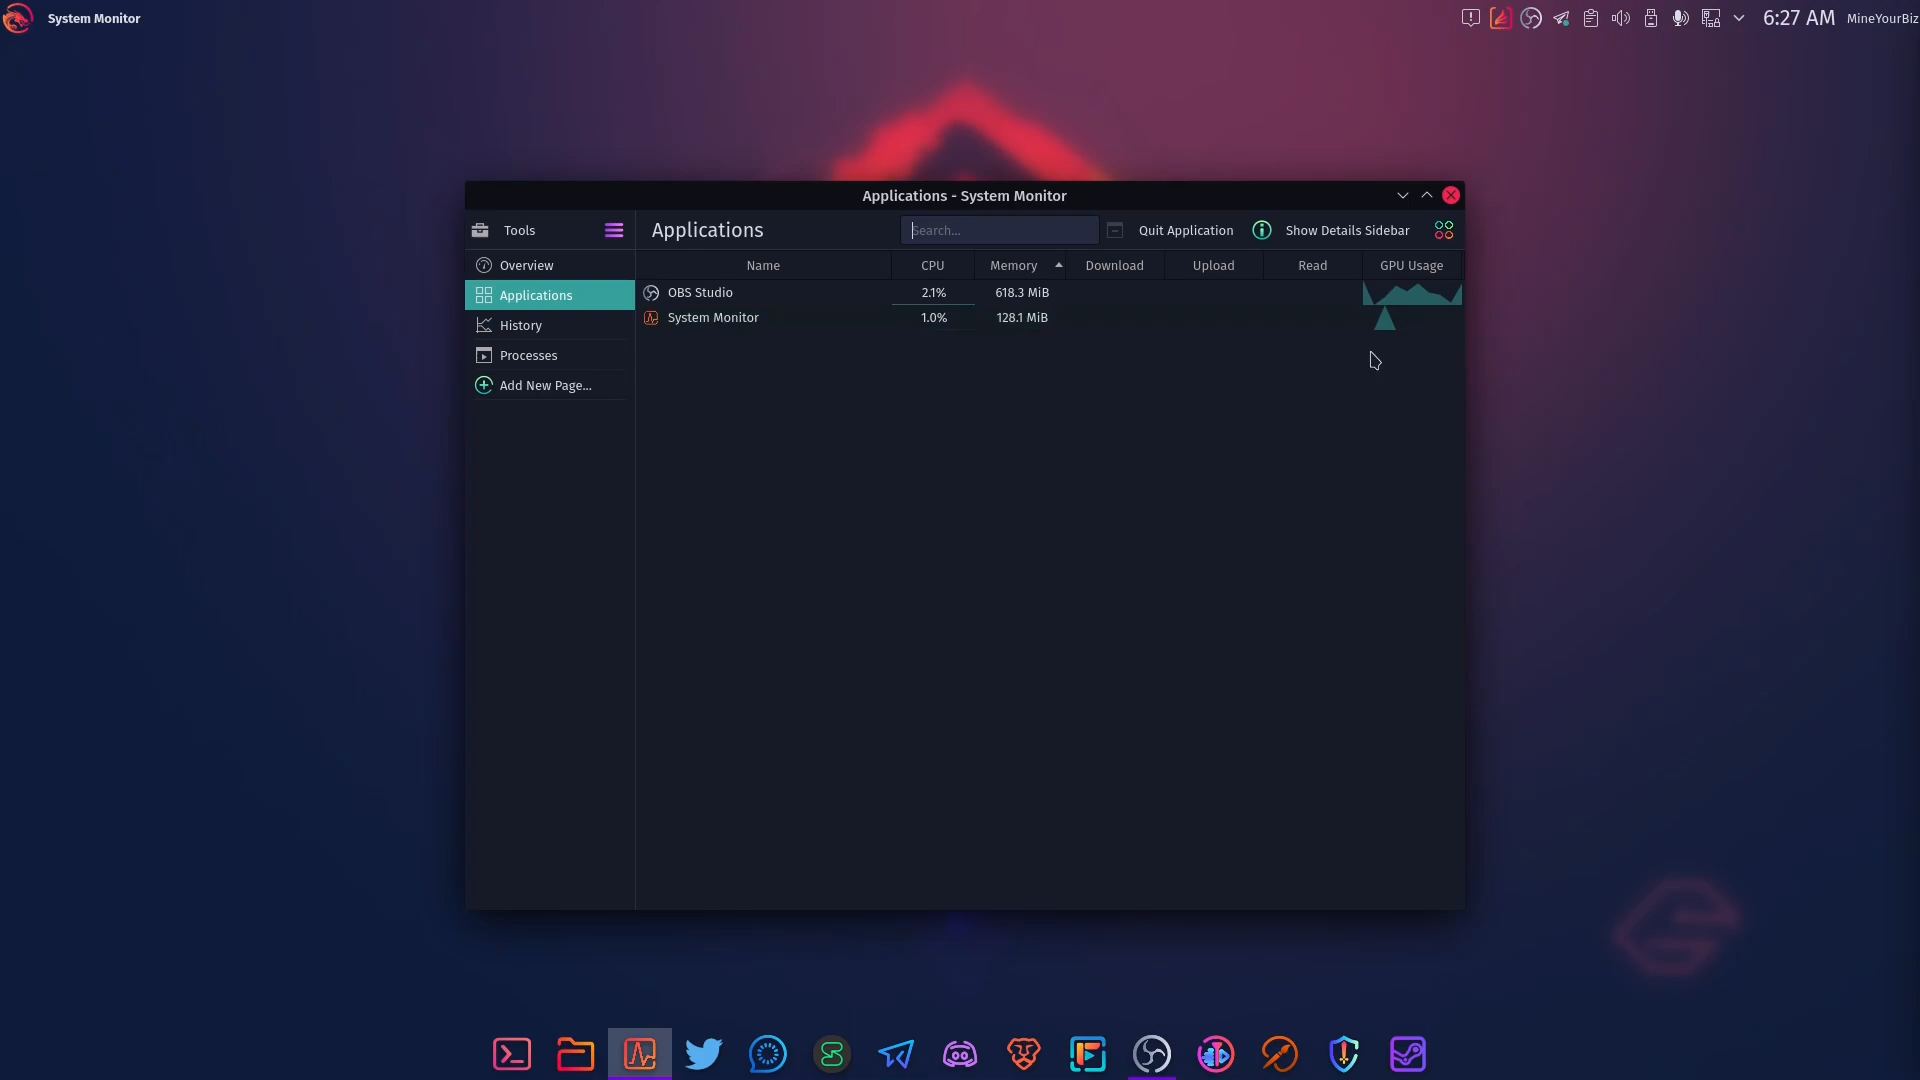 System Monitor
6:27 AM
MineYourBiz
Applications - System Monitor
Tools
Applications
Search...
Quit Application
Show Details Sidebar
Overview
Applications
History
Processes
Add New Page...
Name CPU Memory Download Upload Read GPU Usage
OBS Studio 2.1% 618.3 MiB
System Monitor 1.0% 128.1 MiB